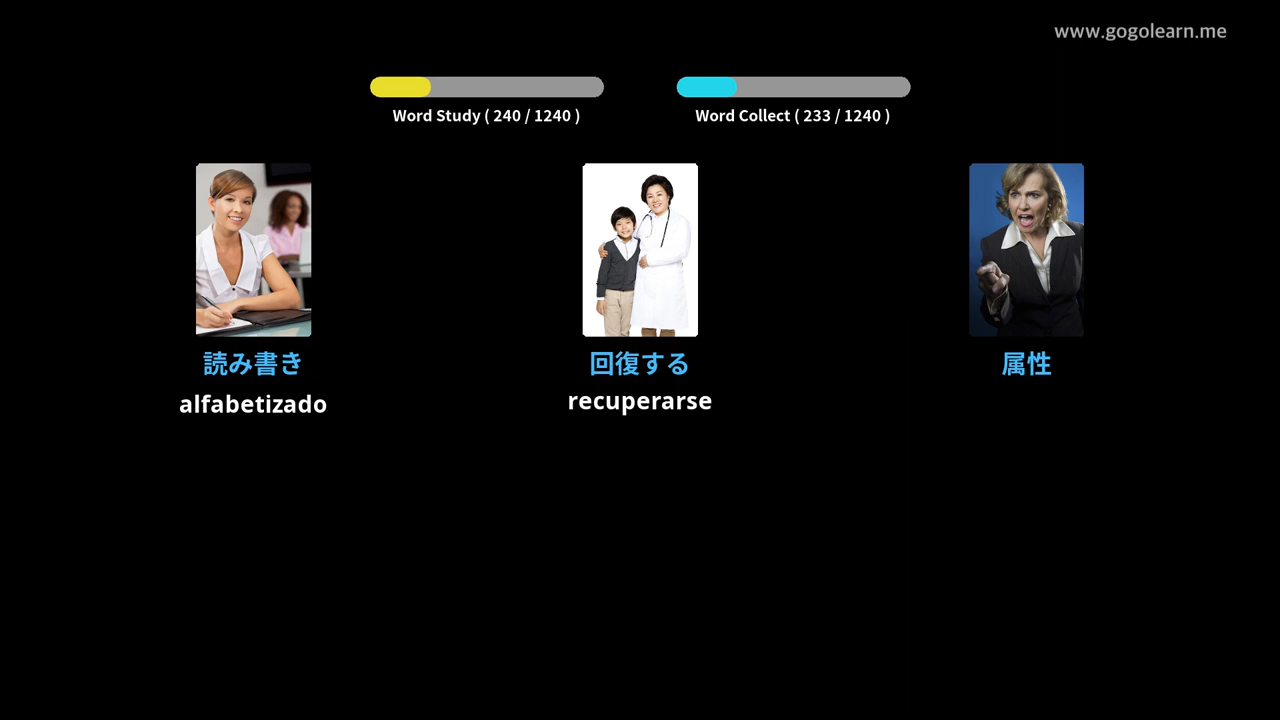 www.gogolearn.me
Word Study ( 240 / 1240 )
Word Collect ( 233 / 1240 )
読み書き
回復する
属性
alfabetizado
recuperarse